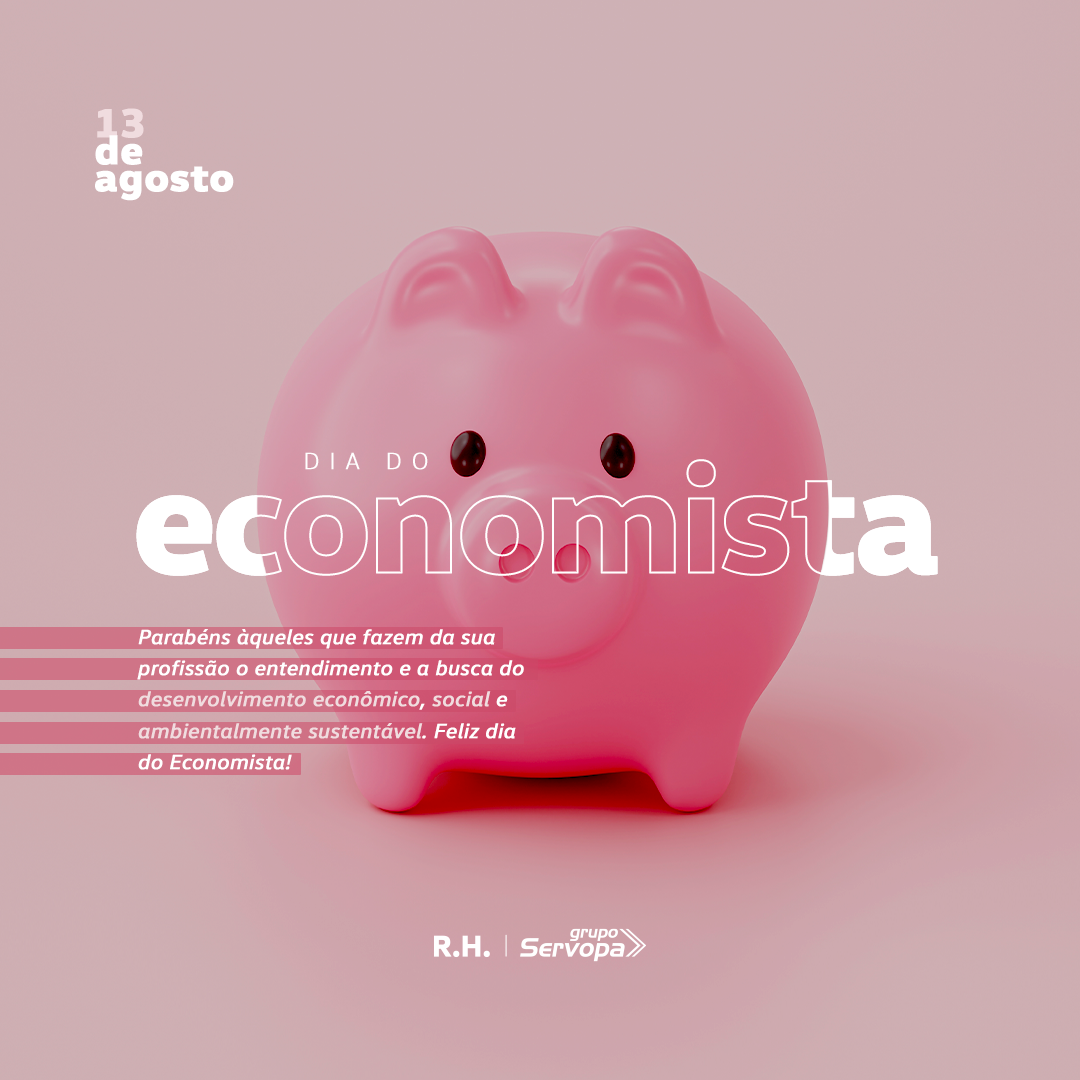 13
de
agosto
DIA DO
economista
Parabéns àqueles que fazem da sua
profissão o entendimento e a busca do
desenvolvimento econômico, social e
ambientalmente sustentável. Feliz dia
do Economista!
R.H. | grupo
Servopa